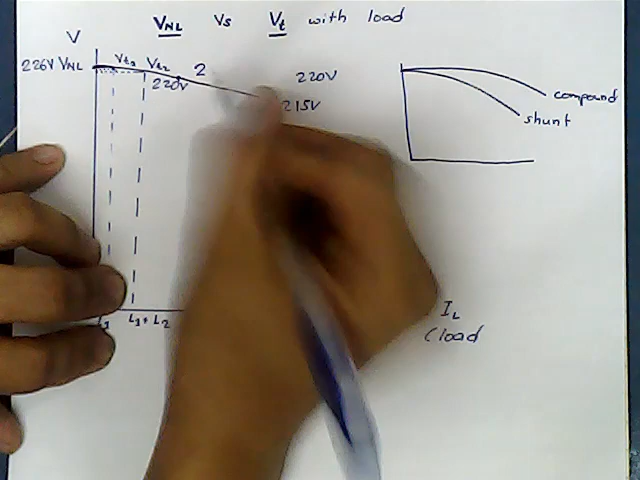 VNL Vs Vt with load
V
226V VNL Vt1 Vt2 2 220V
220V
215V
compound
shunt
L1 L1 + L2 IL
(load